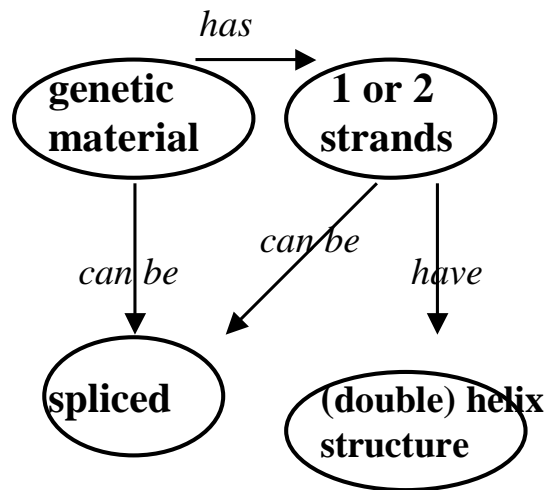 has
genetic
material
1 or 2
strands
can be
can be
have
spliced
(double) helix
structure